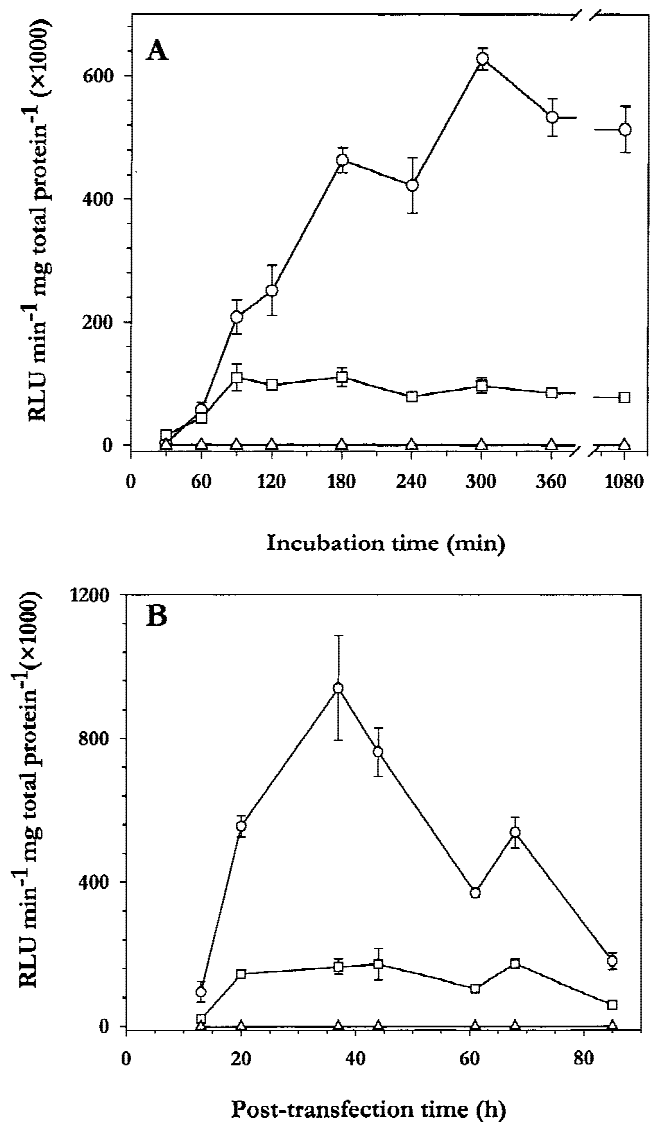 A
RLU min⁻¹ mg total protein⁻¹ (×1000)
600
400
200
0
0 60 120 180 240 300 360 1080
Incubation time (min)
B
RLU min⁻¹ mg total protein⁻¹(×1000)
1200
800
400
0
0 20 40 60 80
Post-transfection time (h)